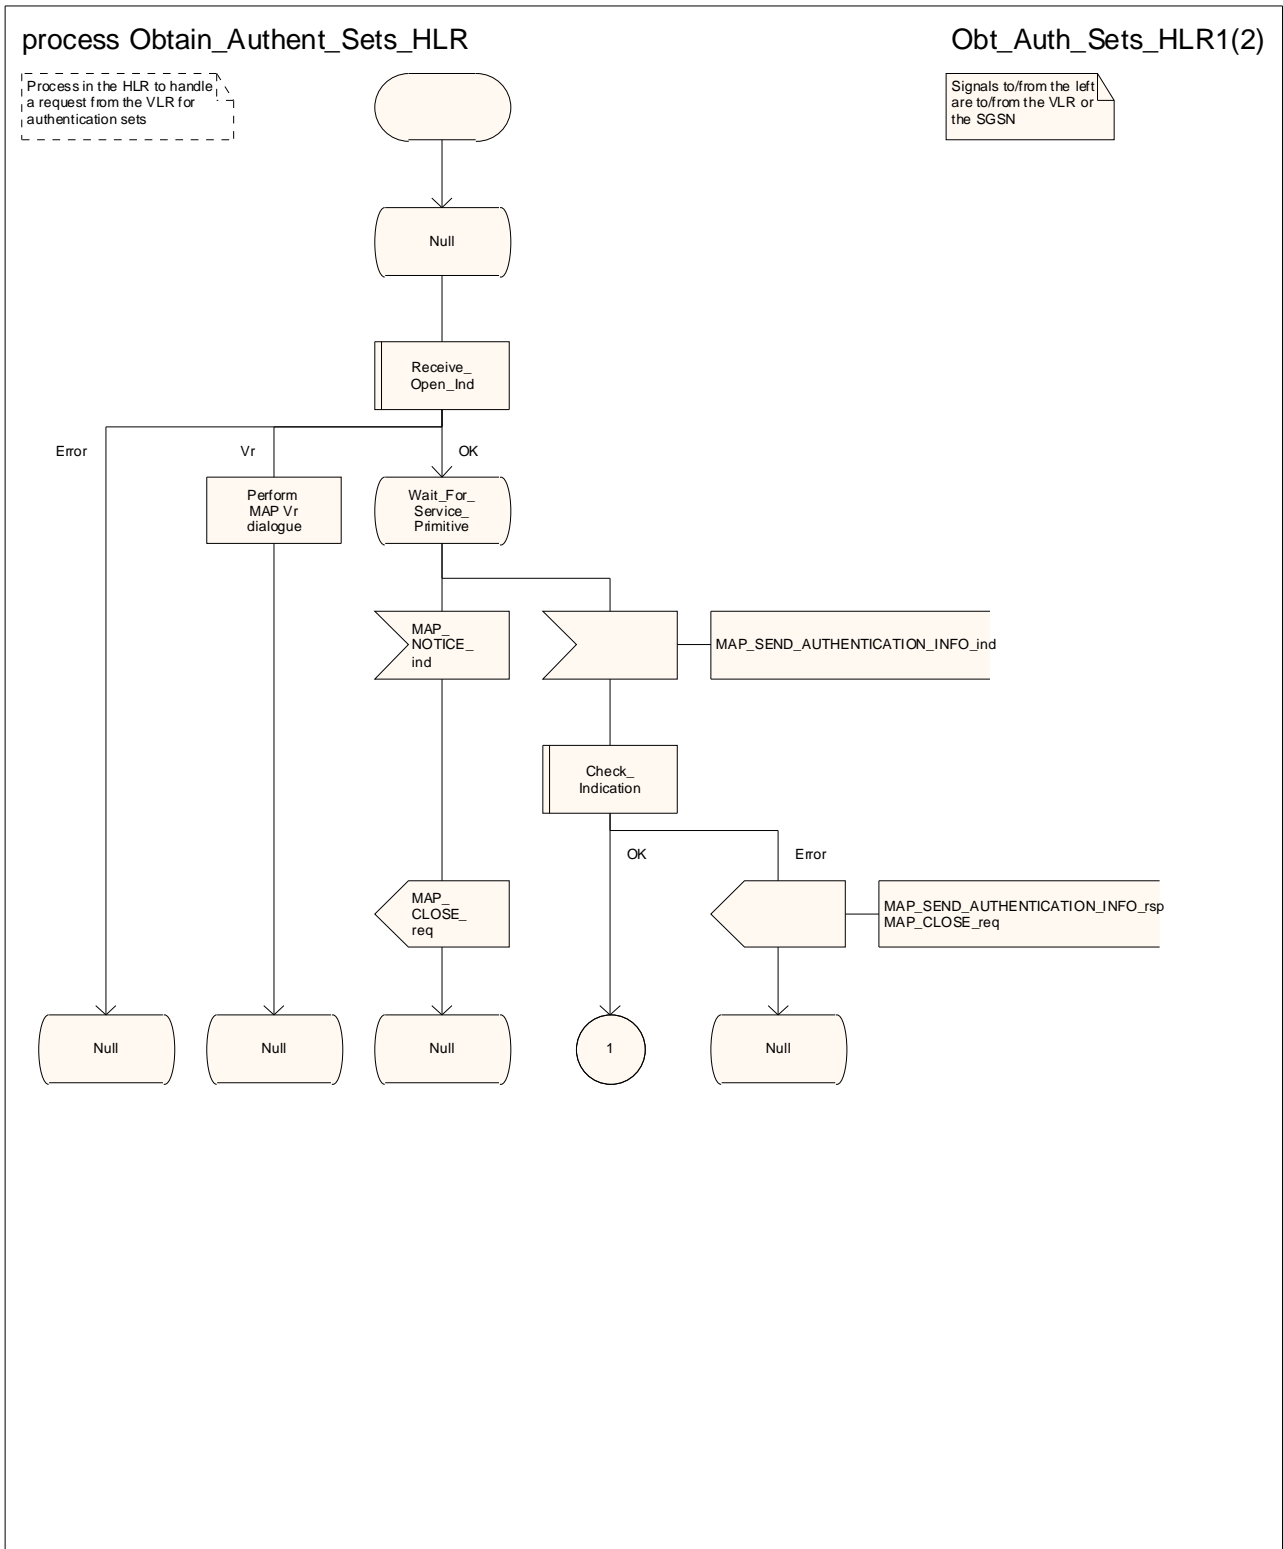 process Obtain_Authent_Sets_HLR
Obt_Auth_Sets_HLR1(2)
Process in the HLR to handle
a request from the VLR for
authentication sets
Signals to/from the left
are to/from the VLR or
the SGSN
Null
Receive_
Open_Ind
Error
Vr
OK
Perform
MAP Vr
dialogue
Wait_For_
Service_
Primitive
MAP_
NOTICE_
ind
MAP_SEND_AUTHENTICATION_INFO_ind
Check_
Indication
OK
Error
MAP_
CLOSE_
req
MAP_SEND_AUTHENTICATION_INFO_rsp
MAP_CLOSE_req
Null
Null
Null
1
Null